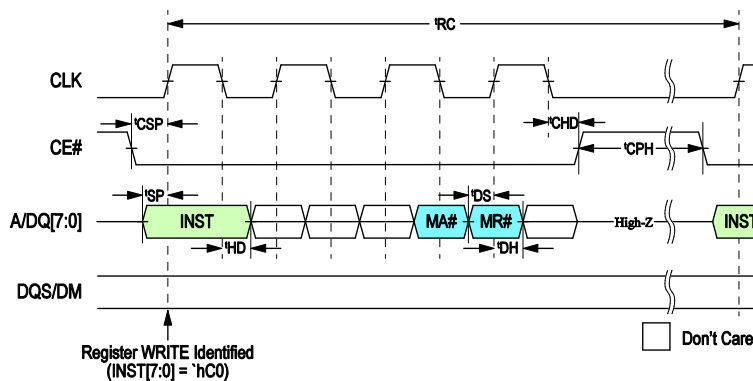 tRC
CLK
tCSP
tCHD
CE#
tCPH
tSP
tDS
A/DQ[7:0]
INST
MA#
MR#
High-Z
INST
tHD
tDH
DQS/DM
Don't Care
Register WRITE Identified
(INST[7:0] = `hC0)